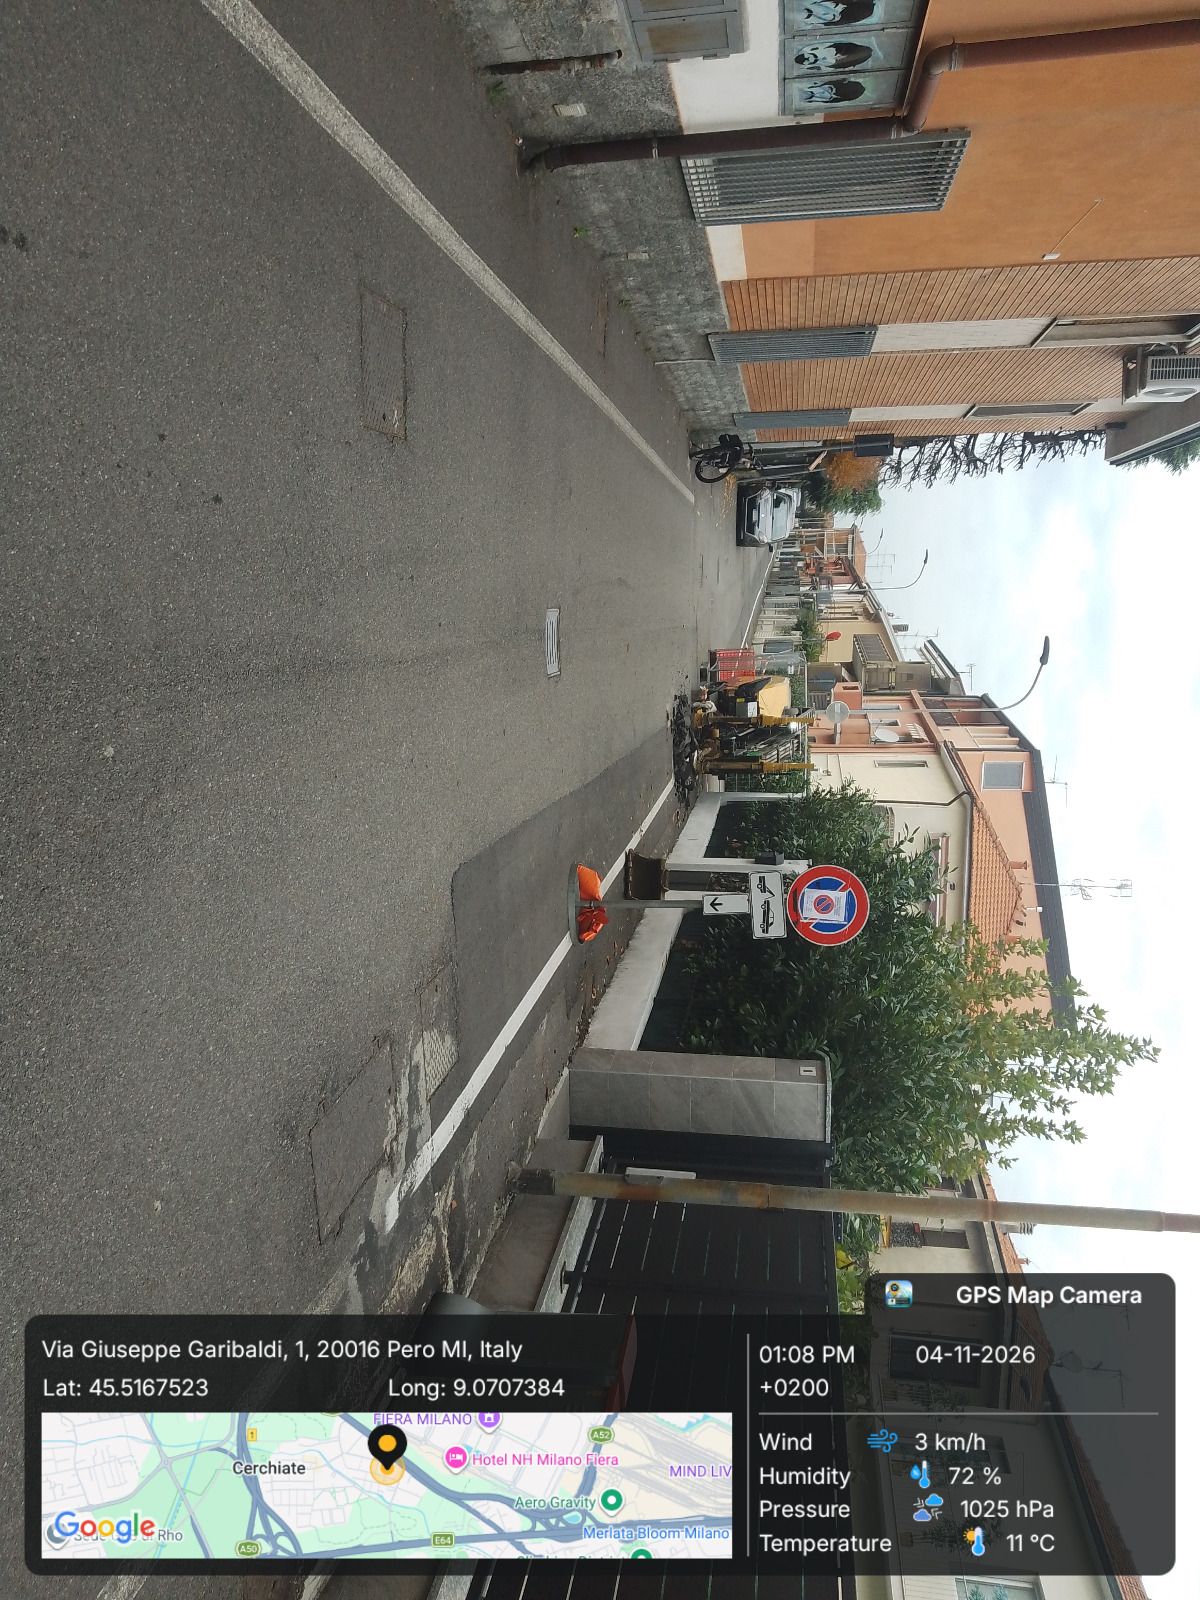 GPS Map Camera
Via Giuseppe Garibaldi, 1, 20016 Pero MI, Italy
Lat: 45.5167523
Long: 9.0707384
01:08 PM
04-11-2026
+0200
Wind
3 km/h
Humidity
72 %
Pressure
1025 hPa
Temperature
11 °C
FIERA MILANO
A52
Hotel NH Milano Fiera
Cerchiate
MIND LIV
Aero Gravity
Merlata Bloom Milano
E64
A50
Google